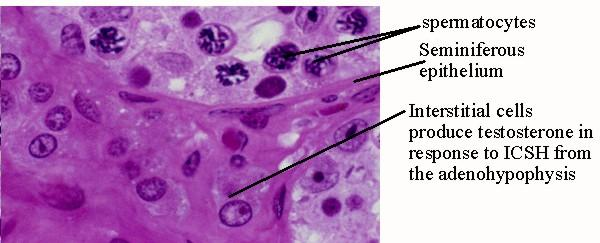 spermatocytes
Seminiferous
epithelium
Interstitial cells
produce testosterone in
response to ICSH from
the adenohypophysis